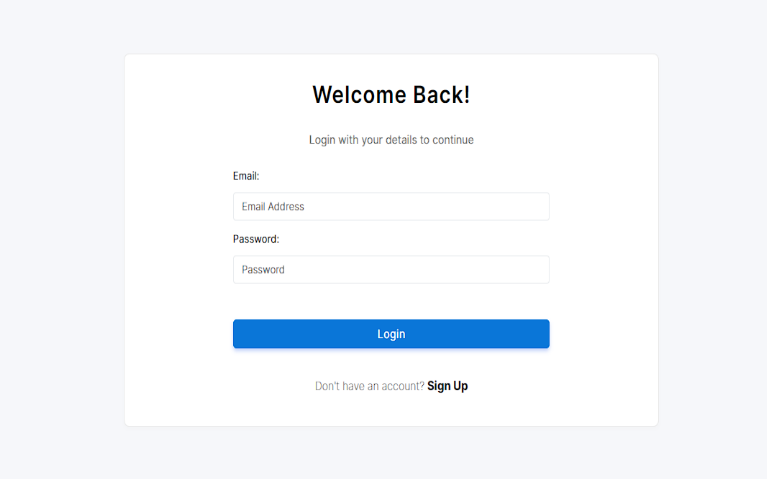 Welcome Back!
Login with your details to continue
Email:
Email Address
Password:
Password
Login
Don't have an account? Sign Up